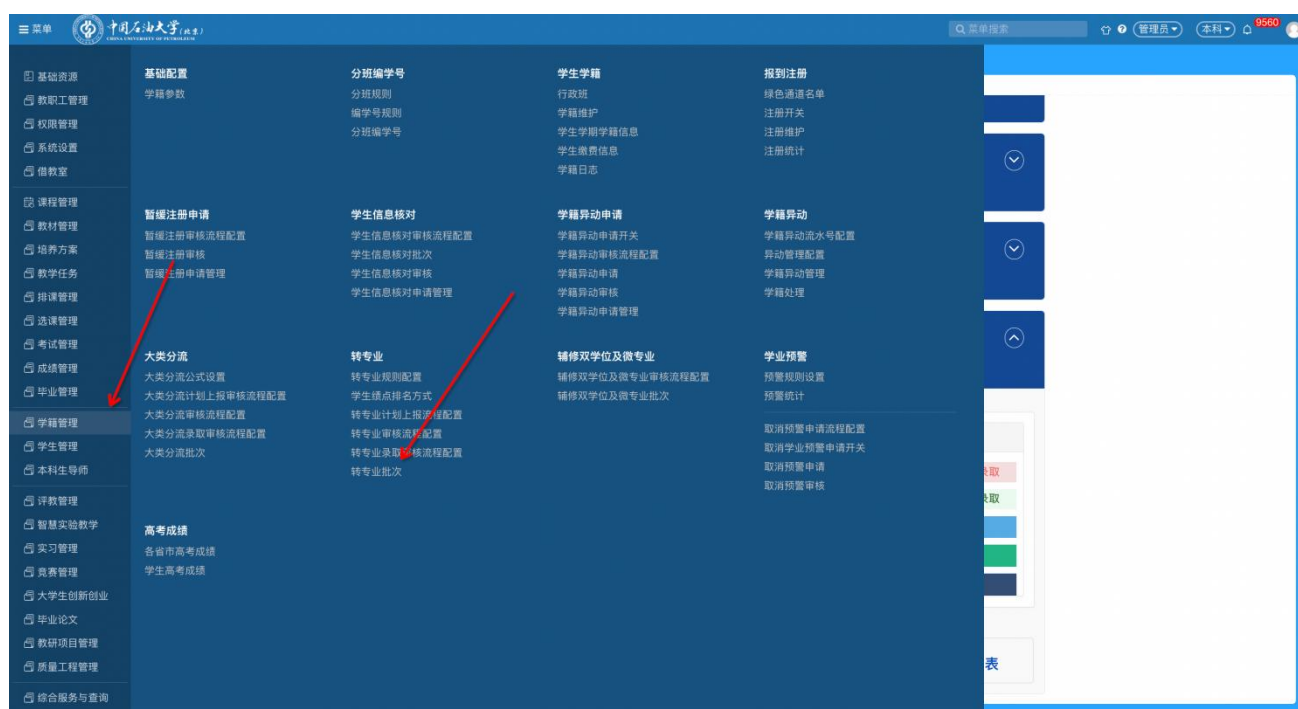 菜单
中国石油大学(北京)
CHINA UNIVERSITY OF PETROLEUM
菜单搜索
管理员
本科
9560
基础资源
教职工管理
权限管理
系统设置
借教室
课程管理
教材管理
培养方案
教学任务
排课管理
选课管理
考试管理
成绩管理
毕业管理
学籍管理
学生管理
本科生导师
评教管理
智慧实验教学
实习管理
竞赛管理
大学生创新创业
毕业论文
教研项目管理
质量工程管理
综合服务与查询
基础配置
学籍参数
分班编学号
分班规则
编学号规则
分班编学号
学生学籍
行政班
学籍维护
学生学期学籍信息
学生缴费信息
学籍日志
报到注册
绿色通道名单
注册开关
注册维护
注册统计
暂缓注册申请
暂缓注册审核流程配置
暂缓注册审核
暂缓注册申请管理
学生信息核对
学生信息核对审核流程配置
学生信息核对批次
学生信息核对审核
学生信息核对申请管理
学籍异动申请
学籍异动申请开关
学籍异动审核流程配置
学籍异动申请
学籍异动审核
学籍异动申请管理
学籍异动
学籍异动流水号配置
异动管理配置
学籍异动管理
学籍处理
大类分流
大类分流公式设置
大类分流计划上报审核流程配置
大类分流审核流程配置
大类分流录取审核流程配置
大类分流批次
转专业
转专业规则配置
学生绩点排名方式
转专业计划上报流程配置
转专业审核流程配置
转专业录取审核流程配置
转专业批次
辅修双学位及微专业
辅修双学位及微专业审核流程配置
辅修双学位及微专业批次
学业预警
预警规则设置
预警统计
取消预警申请流程配置
取消学业预警申请开关
取消预警申请
取消预警审核
高考成绩
各省市高考成绩
学生高考成绩
录取
录取
表